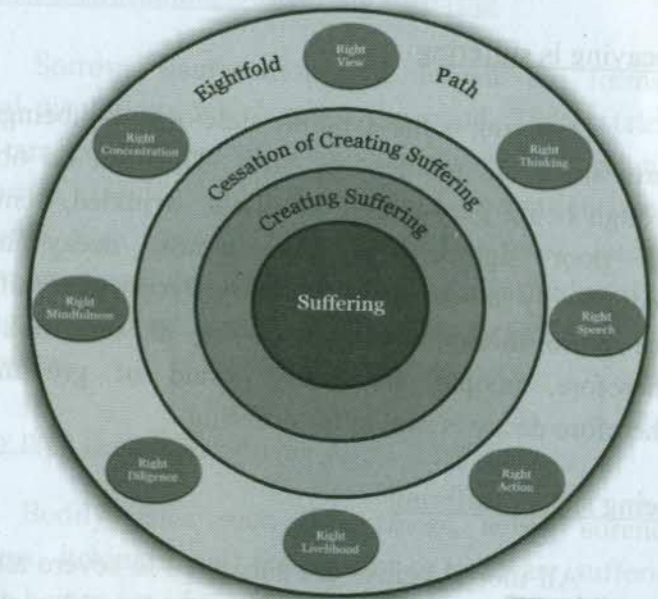 Eightfold Path
Right
View
Right
Thinking
Right
Speech
Right
Action
Right
Livelihood
Right
Diligence
Right
Mindfulness
Right
Concentration
Cessation of Creating Suffering
Creating Suffering
Suffering